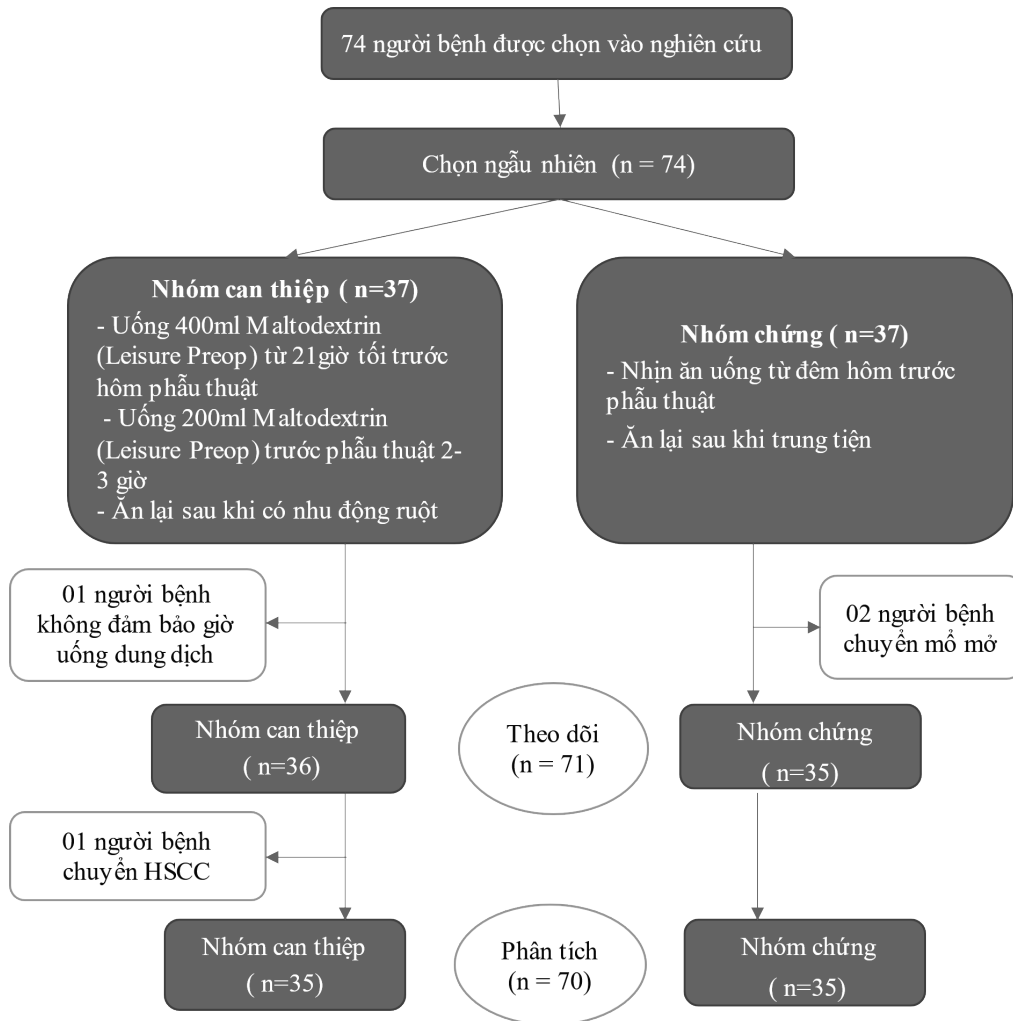 74 người bệnh được chọn vào nghiên cứu
Chọn ngẫu nhiên (n = 74)
Nhóm can thiệp ( n=37)
- Uống 400ml Maltodextrin
(Leisure Preop) từ 21giờ tối trước
hôm phẫu thuật
- Uống 200ml Maltodextrin
(Leisure Preop) trước phẫu thuật 2-
3 giờ
- Ăn lại sau khi có nhu động ruột
Nhóm chứng ( n=37)
- Nhịn ăn uống từ đêm hôm trước
phẫu thuật
- Ăn lại sau khi trung tiện
01 người bệnh
không đảm bảo giờ
uống dung dịch
02 người bệnh
chuyển mổ mở
Nhóm can thiệp
( n=36)
Theo dõi
(n = 71)
Nhóm chứng
( n=35)
01 người bệnh
chuyển HSCC
Nhóm can thiệp
( n=35)
Phân tích
(n = 70)
Nhóm chứng
( n=35)